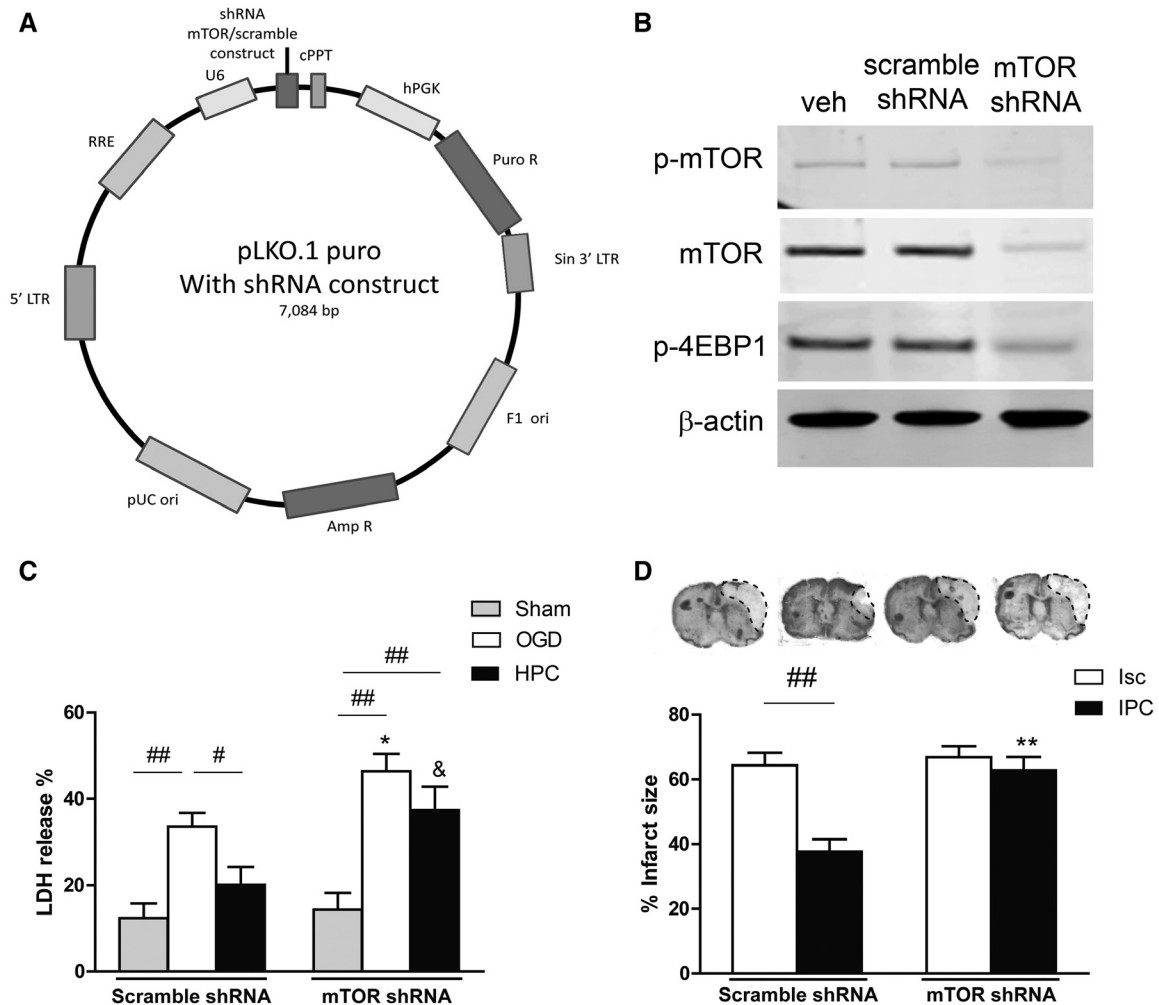 A
shRNA
mTOR/scramble
construct
cPPT
U6
hPGK
RRE
Puro R
pLKO.1 puro
With shRNA construct
7,084 bp
Sin 3′ LTR
5′ LTR
F1 ori
pUC ori
Amp R
B
veh
scramble
shRNA
mTOR
shRNA
p-mTOR
mTOR
p-4EBP1
β-actin
C
Sham
OGD
HPC
##
##
##
#
*
&
LDH release %
60
40
20
0
Scramble shRNA
mTOR shRNA
D
Isc
IPC
##
**
% Infarct size
80
60
40
20
0
Scramble shRNA
mTOR shRNA